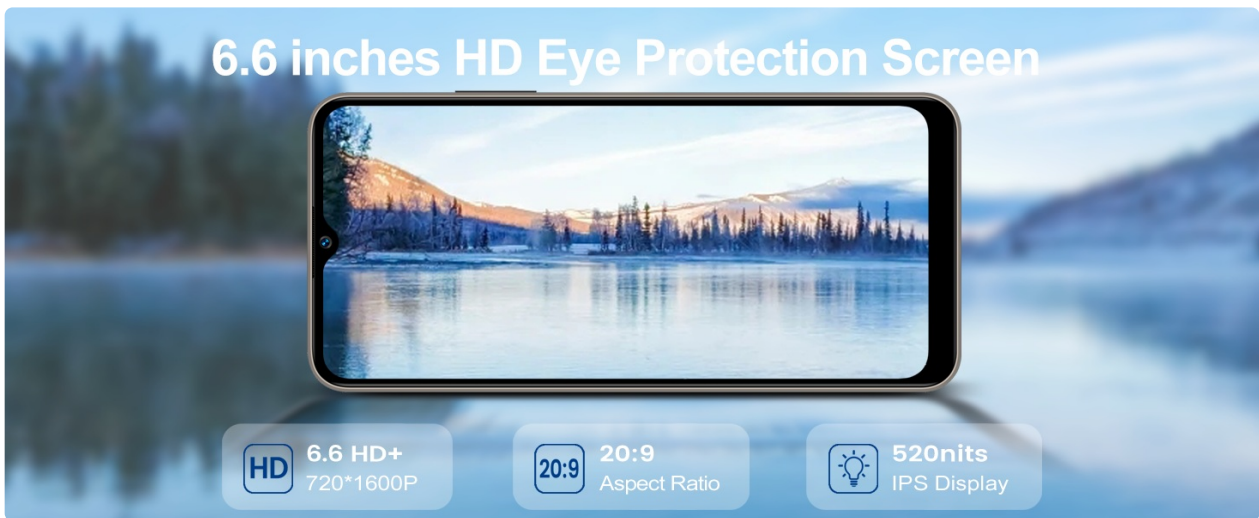 6.6 inches HD Eye Protection Screen
HD
6.6 HD+
720*1600P
20:9
20:9
Aspect Ratio
520nits
IPS Display